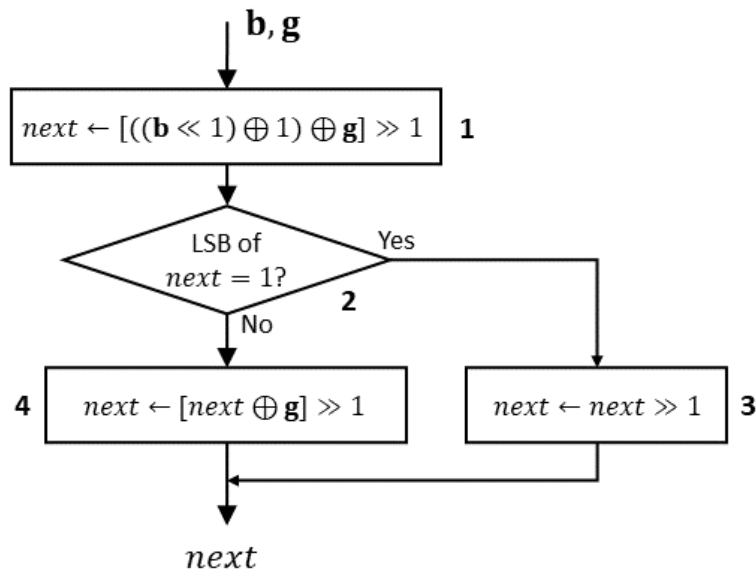 b, g
next ← [((b ≪ 1) ⊕ 1) ⊕ g] ≫ 1
1
LSB of
next = 1?
Yes
2
No
4
next ← [next ⊕ g] ≫ 1
next ← next ≫ 1
3
next